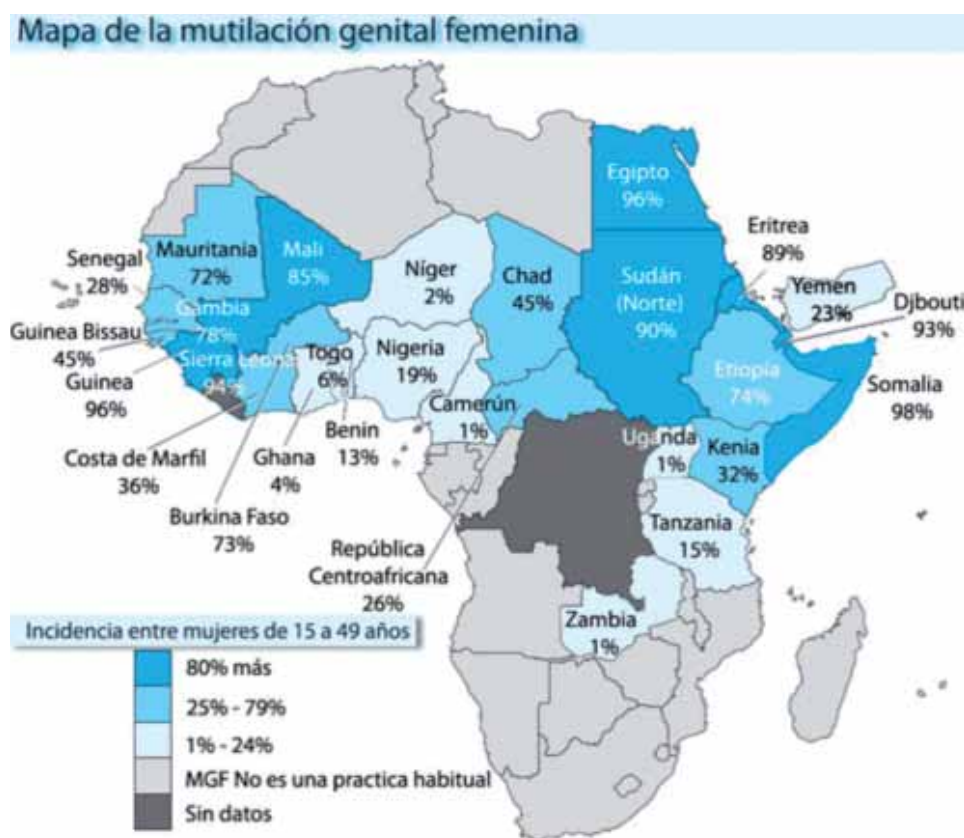 Mapa de la mutilación genital femenina
Egipto
96%
Eritrea
89%
Mauritania
72%
Mali
85%
Níger
2%
Chad
45%
Sudán
(Norte)
90%
Yemen
23%
Djbouti
93%
Senegal
28%
Gambia
78%
Guinea Bissau
45%
Sierra Leona
94%
Guinea
96%
Togo
6%
Nigeria
19%
Etiopía
74%
Somalia
98%
Camerún
1%
Benin
13%
Ghana
4%
Costa de Marfil
36%
Burkina Faso
73%
Uganda
1%
Kenia
32%
Tanzania
15%
República
Centroafricana
26%
Zambia
1%
Incidencia entre mujeres de 15 a 49 años
80% más
25% - 79%
1% - 24%
MGF No es una practica habitual
Sin datos